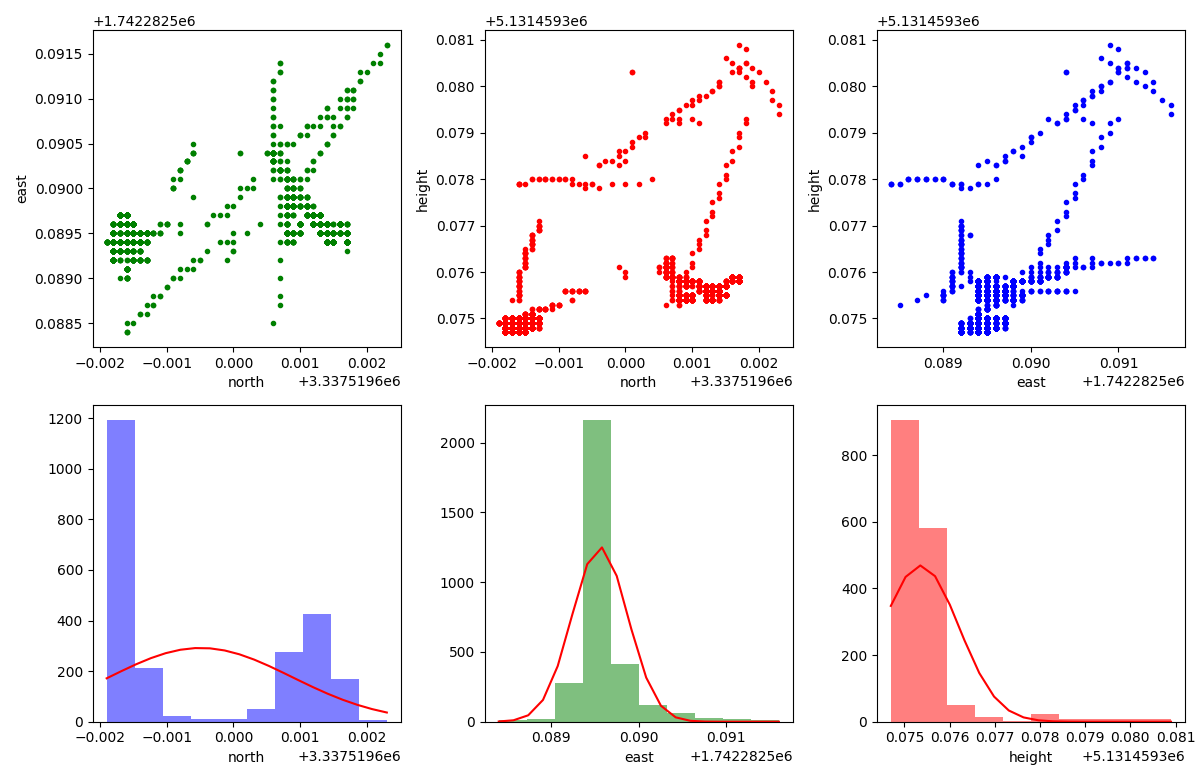 +1.7422825e6 +5.1314593e6 +5.1314593e6
0.0915 0.0910 0.0905 0.0900 0.0895 0.0890 0.0885
east
−0.002 −0.001 0.000 0.001 0.002
north +3.3375196e6
0.081 0.080 0.079 0.078 0.077 0.076 0.075
height
−0.002 −0.001 0.000 0.001 0.002
north +3.3375196e6
0.081 0.080 0.079 0.078 0.077 0.076 0.075
height
0.089 0.090 0.091
east +1.7422825e6
1200 1000 800 600 400 200 0
−0.002 −0.001 0.000 0.001 0.002
north +3.3375196e6
2000 1500 1000 500 0
0.089 0.090 0.091
east +1.7422825e6
800 600 400 200 0
0.075 0.076 0.077 0.078 0.079 0.080 0.081
height +5.1314593e6